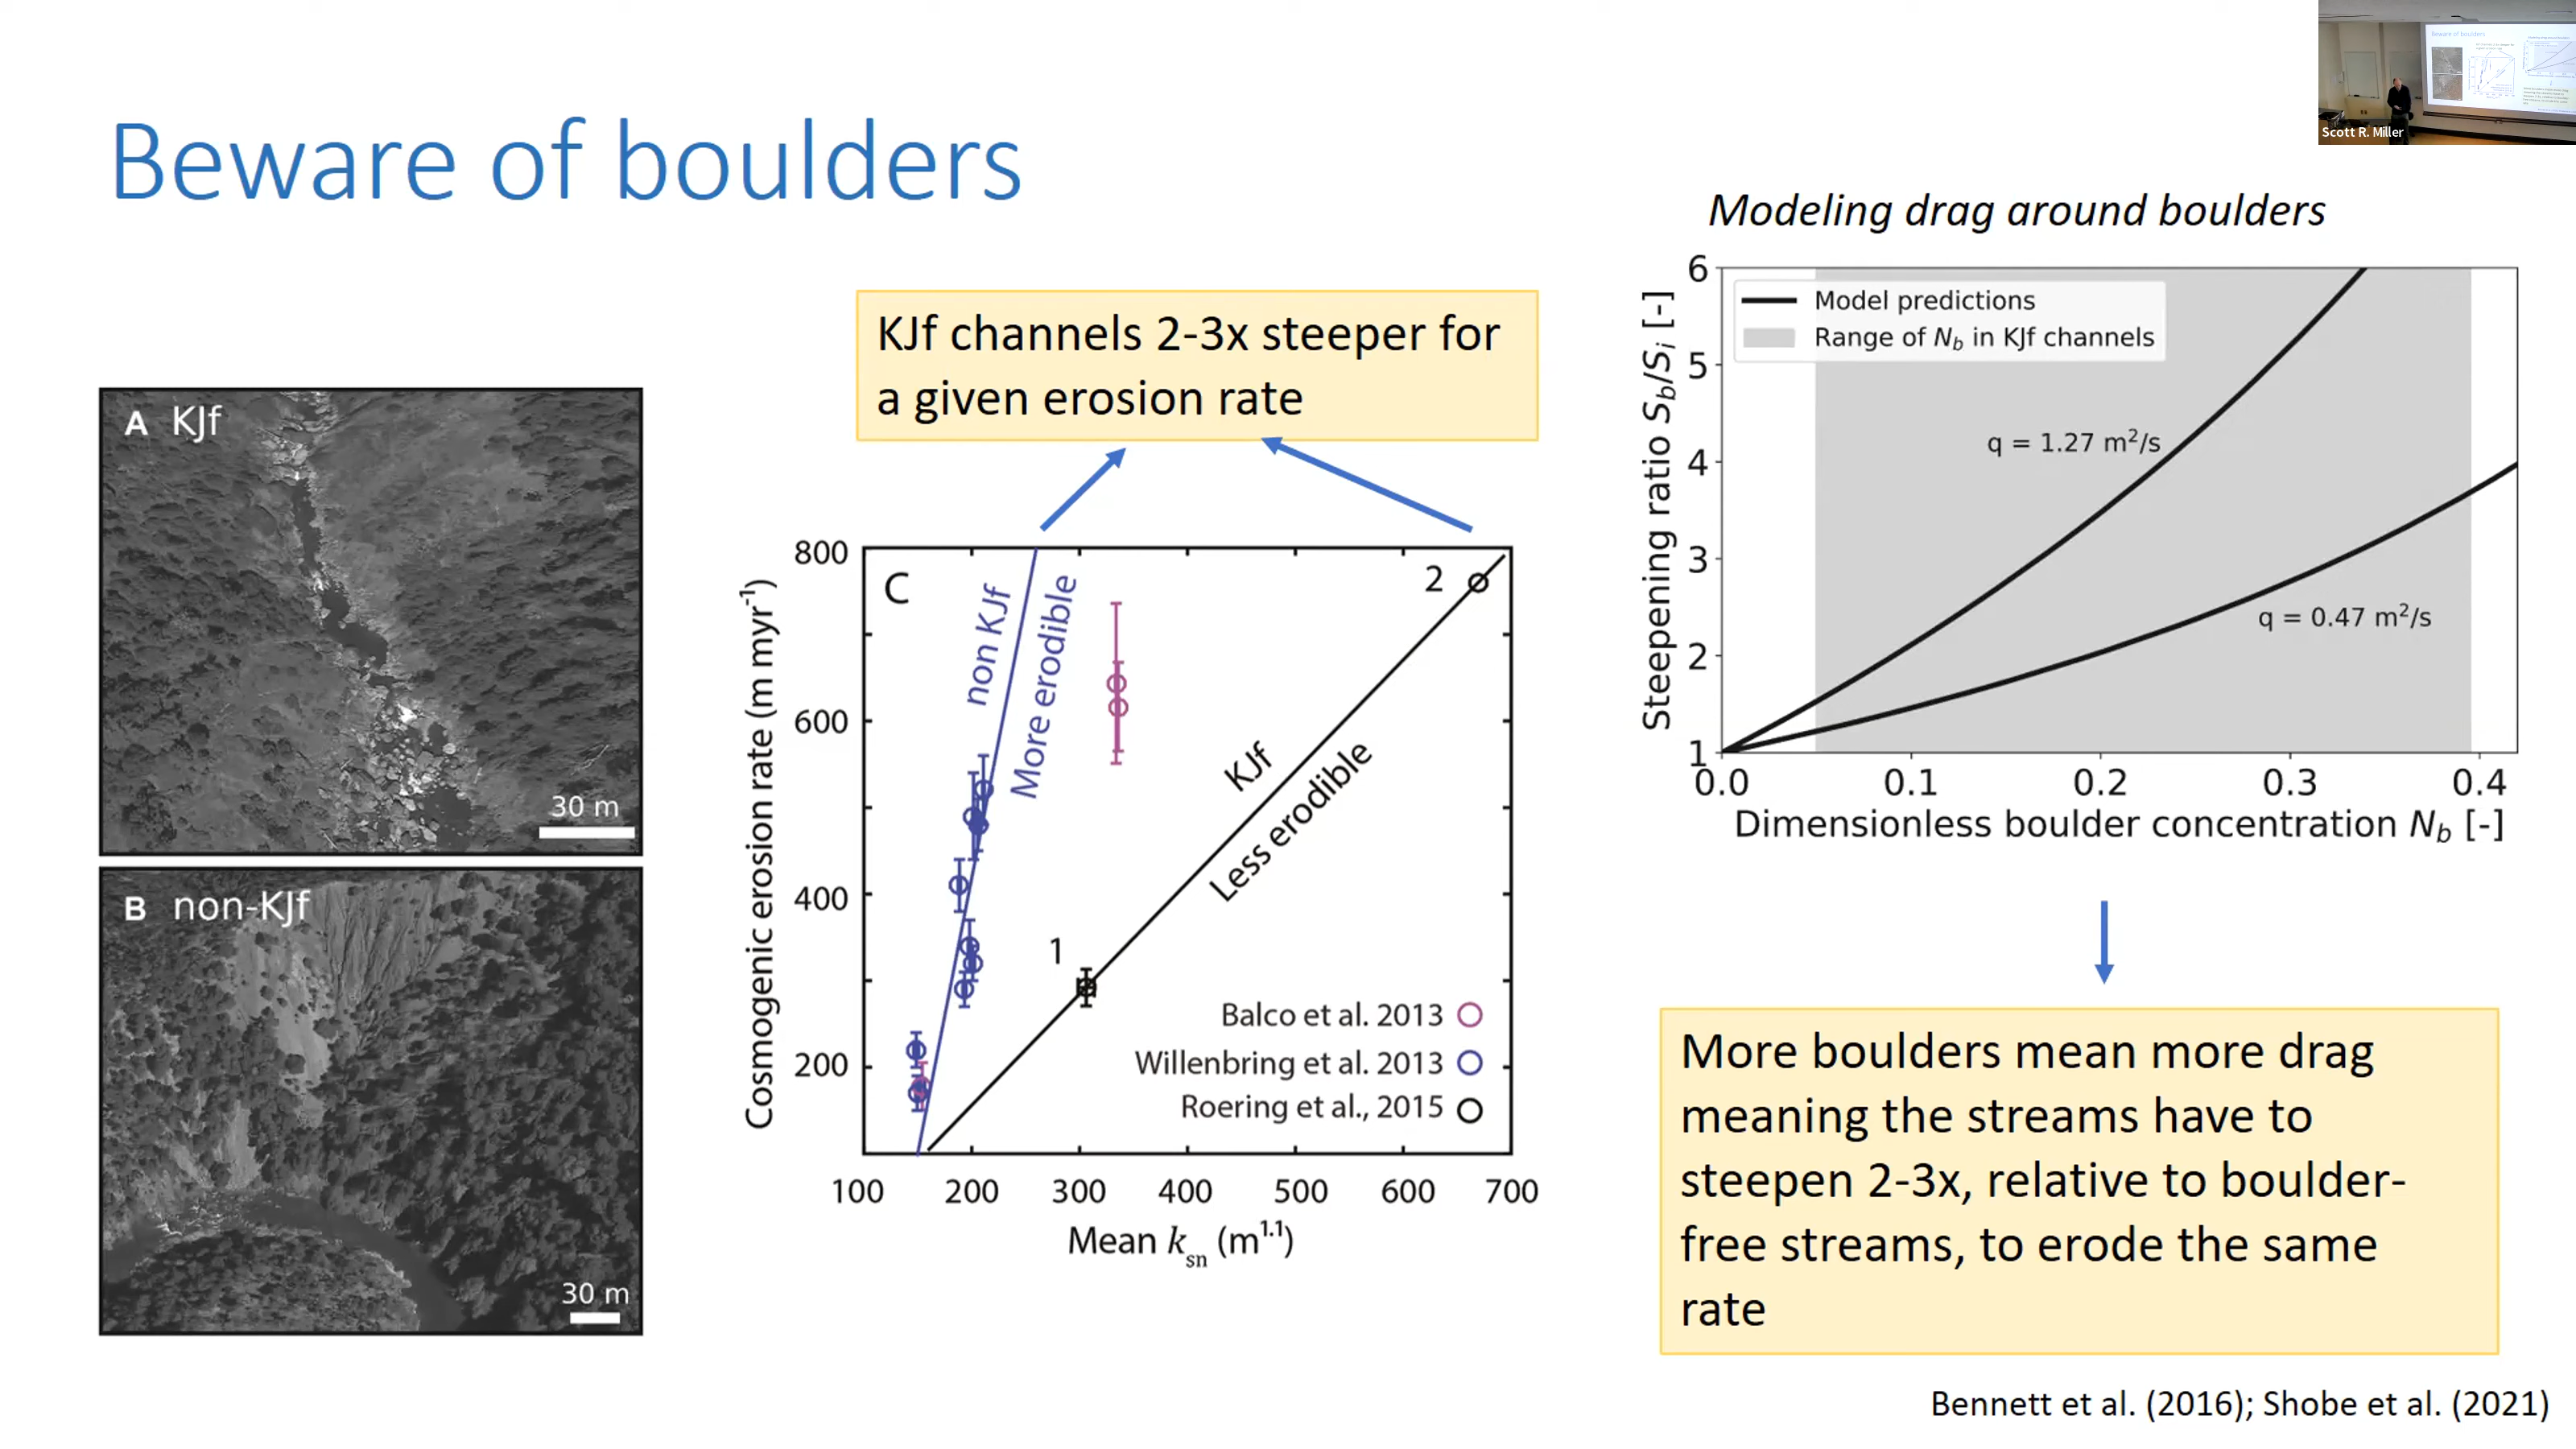 Beware of boulders
Scott R. Miller
A KJf
30 m
B non-KJf
30 m
KJf channels 2-3x steeper for
a given erosion rate
C
non KJf
More erodible
KJf
Less erodible
1
2
Balco et al. 2013
Willenbring et al. 2013
Roering et al., 2015
800
600
400
200
Cosmogenic erosion rate (m myr⁻¹)
100 200 300 400 500 600 700
Mean kₛₙ (m¹·¹)
Modeling drag around boulders
Model predictions
Range of N_b in KJf channels
q = 1.27 m²/s
q = 0.47 m²/s
6
5
4
3
2
1
Steepening ratio S_b/S_i [-]
0.0 0.1 0.2 0.3 0.4
Dimensionless boulder concentration N_b [-]
More boulders mean more drag
meaning the streams have to
steepen 2-3x, relative to boulder-
free streams, to erode the same
rate
Bennett et al. (2016); Shobe et al. (2021)